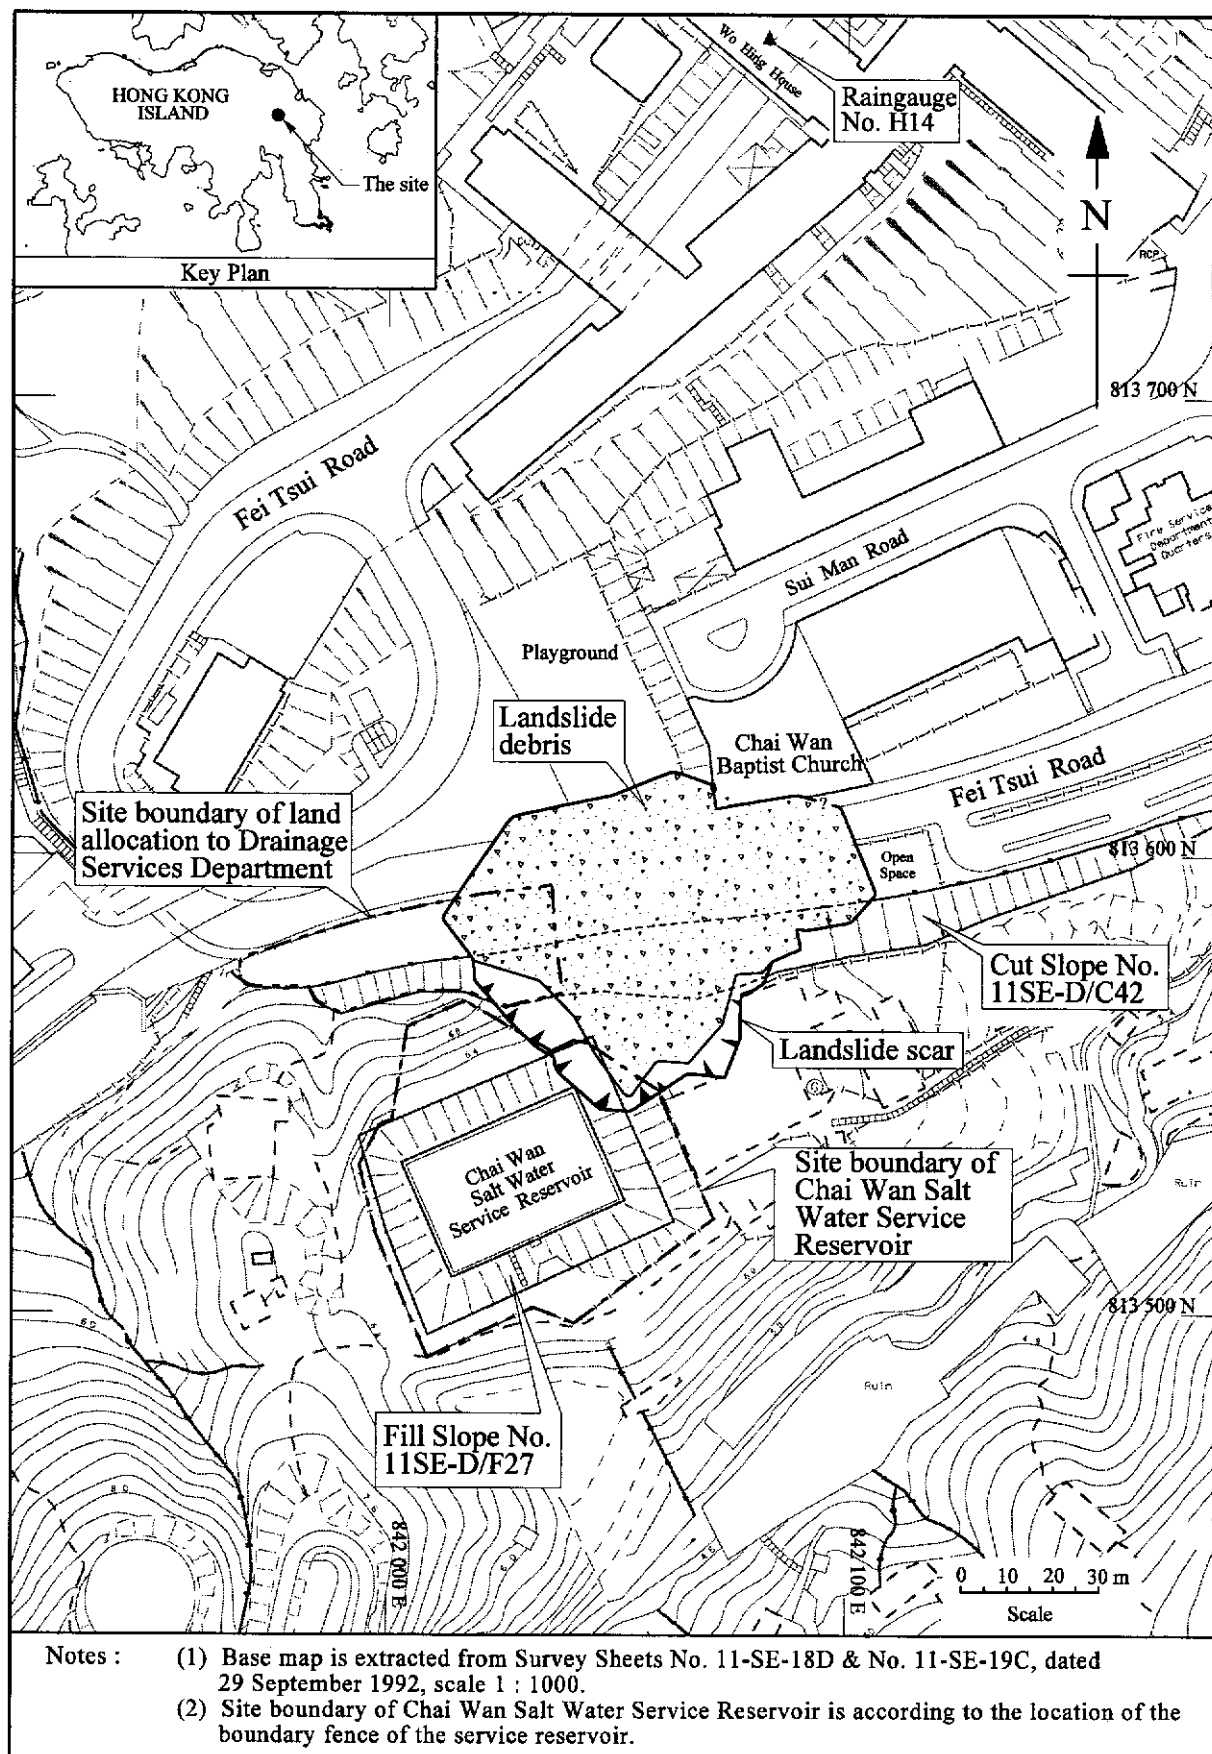 HONG KONG
ISLAND
The site
Key Plan
Wo Hing House
Raingauge
No. H14
N
RCP
813 700 N
Fei Tsui Road
Sui Man Road
Fire Service
Department
Quarters
Playground
Landslide
debris
Chai Wan
Baptist Church
Fei Tsui Road
Site boundary of land
allocation to Drainage
Services Department
813 600 N
Open
Space
Cut Slope No.
11SE-D/C42
Landslide scar
Chai Wan
Salt Water
Service Reservoir
Site boundary of
Chai Wan Salt
Water Service
Reservoir
Ruin
813 500 N
Ruin
Fill Slope No.
11SE-D/F27
842 000 E
842 100 E
0 10 20 30 m
Scale
Notes : (1) Base map is extracted from Survey Sheets No. 11-SE-18D & No. 11-SE-19C, dated
29 September 1992, scale 1 : 1000.
(2) Site boundary of Chai Wan Salt Water Service Reservoir is according to the location of the
boundary fence of the service reservoir.